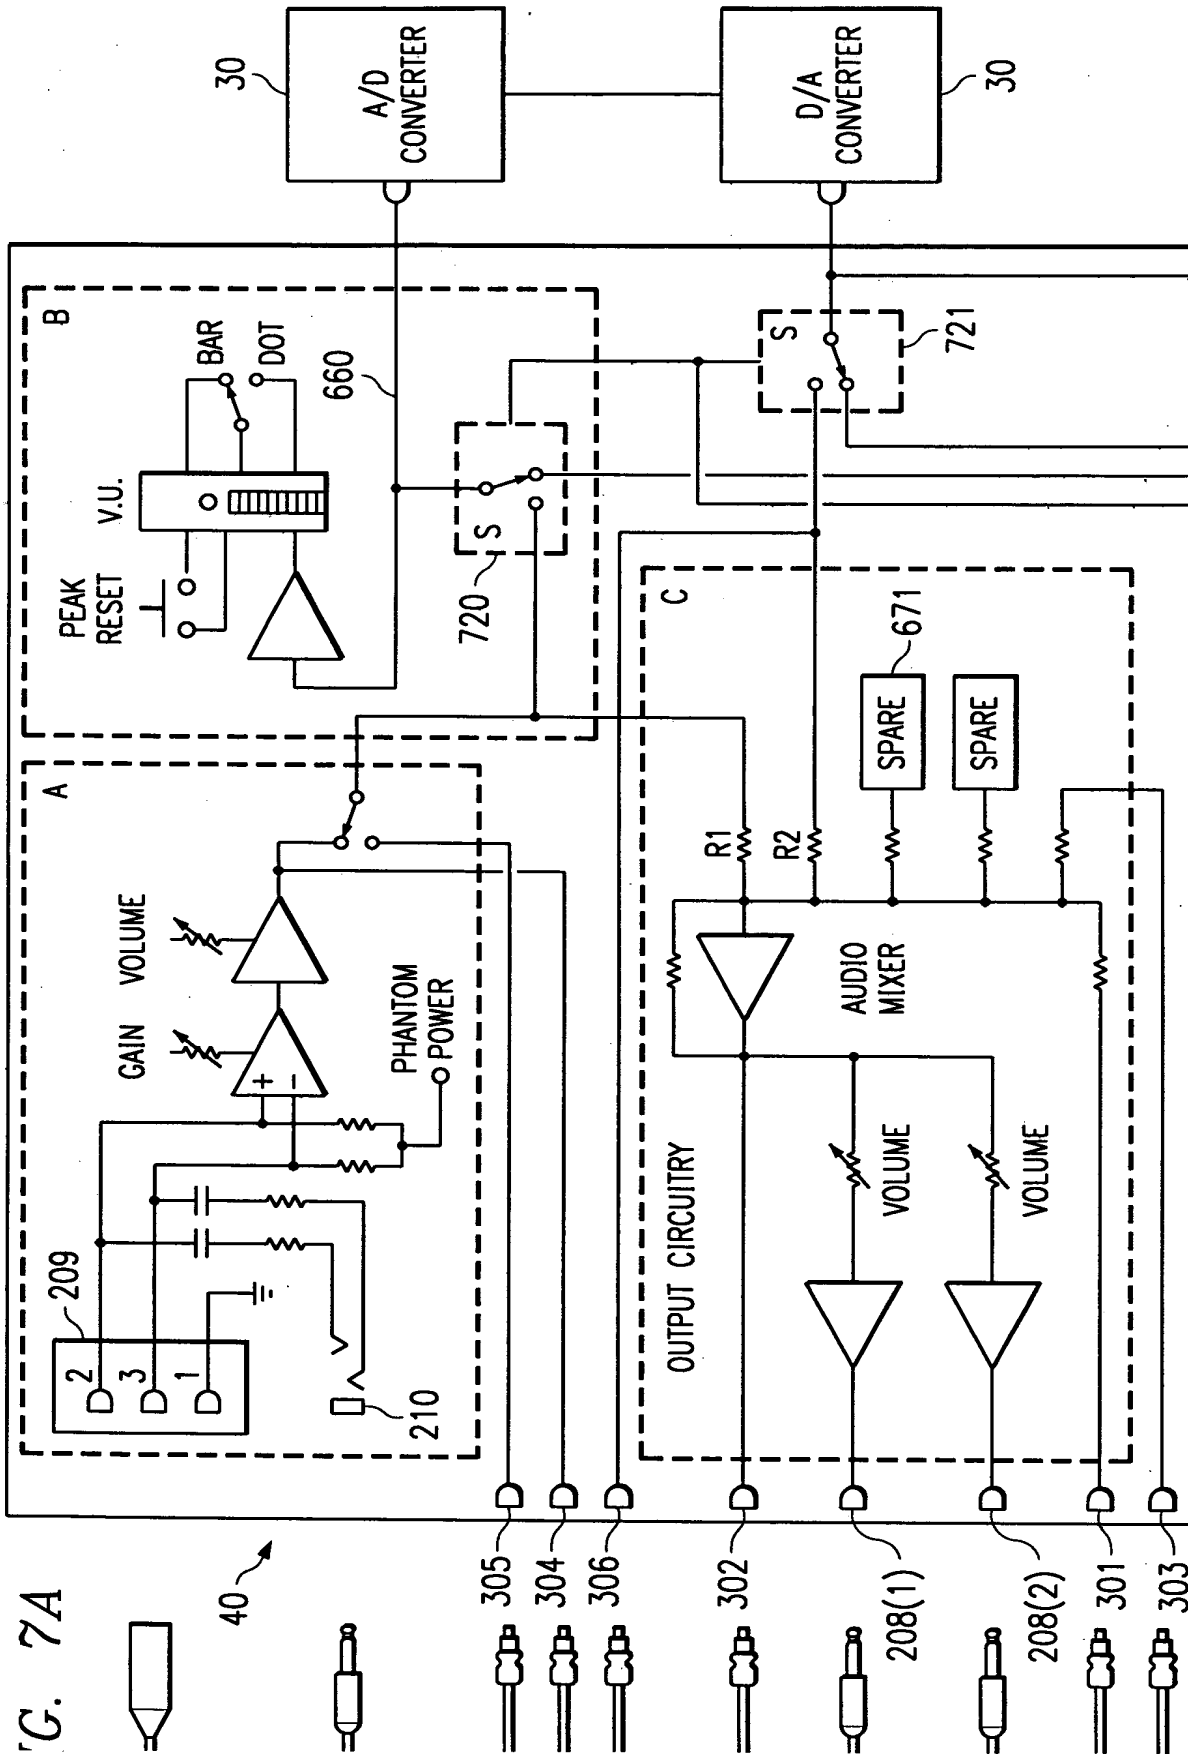 'G. 7A
40
A
209
2
3
1
210
GAIN
VOLUME
+
−
PHANTOM
POWER
B
PEAK
RESET
V.U.
BAR
DOT
660
S
720
30
A/D
CONVERTER
D/A
CONVERTER
30
S
721
305
304
306
302
208(1)
208(2)
301
303
C
OUTPUT CIRCUITRY
VOLUME
VOLUME
AUDIO
MIXER
R1
R2
SPARE
671
SPARE